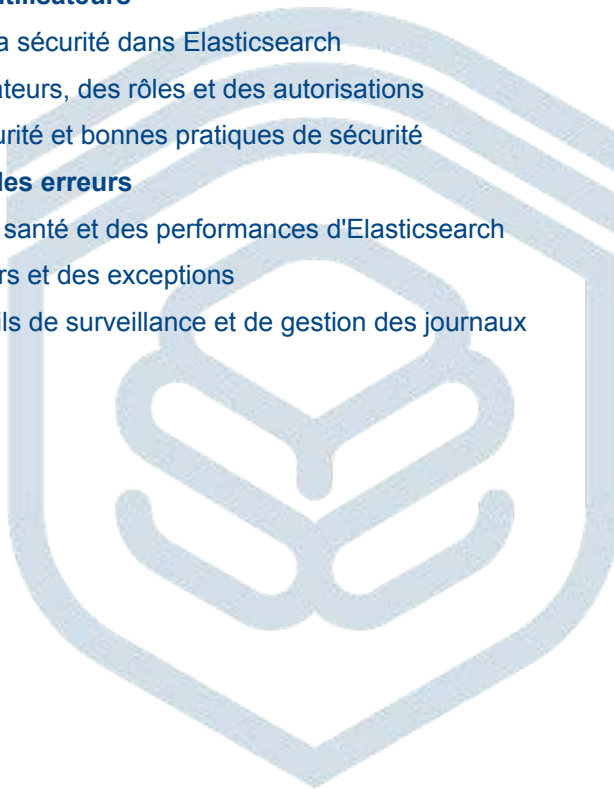 utilisateurs
a sécurité dans Elasticsearch
ateurs, des rôles et des autorisations
urité et bonnes pratiques de sécurité
des erreurs
santé et des performances d'Elasticsearch
rs et des exceptions
ils de surveillance et de gestion des journaux